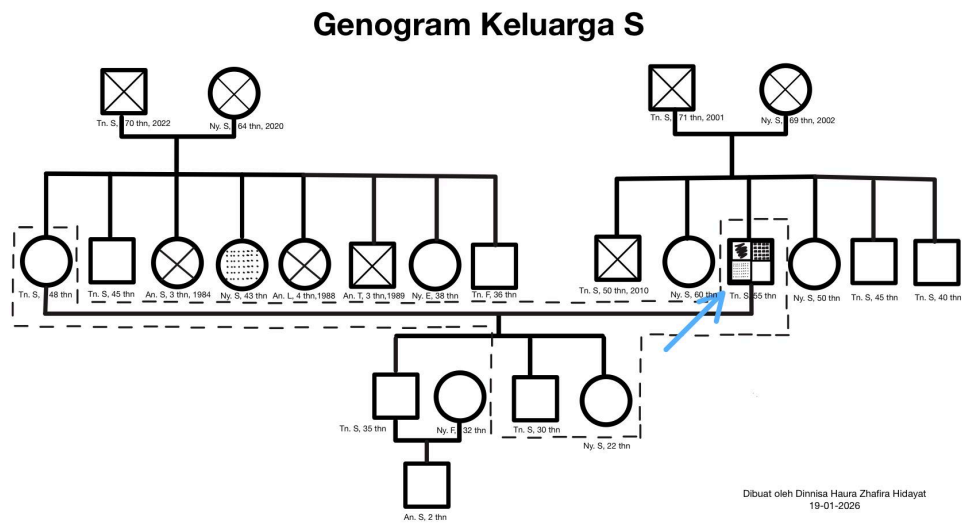 Genogram Keluarga S
Tn. S, 70 thn, 2022
Ny. S, 64 thn, 2020
Tn. S, 71 thn, 2001
Ny. S, 69 thn, 2002
Tn. S, 48 thn
Tn. S, 45 thn
An. S, 3 thn, 1984
Ny. S, 43 thn
An. L, 4 thn,1988
An. T, 3 thn,1989
Ny. E, 38 thn
Tn. F, 36 thn
Tn. S, 50 thn, 2010
Ny. S, 60 thn
Tn. S, 55 thn
Ny. S, 50 thn
Tn. S, 45 thn
Tn. S, 40 thn
Tn. S, 35 thn
Ny. F, 32 thn
Tn. S, 30 thn
Ny. S, 22 thn
An. S, 2 thn
Dibuat oleh Dinnisa Haura Zhafira Hidayat
19-01-2026